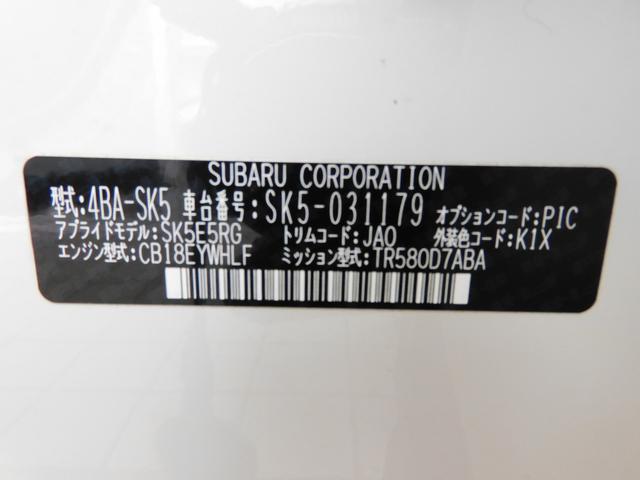 SUBARU CORPORATION
型式:4BA-SK5 車台番号:SK5-031179 オプションコード:PIC
アプライドモデル:SK5E5RG トリムコード:JAO 外装色コード:K1X
エンジン型式:CB18EYWHLF ミッション型式:TR580D7ABA